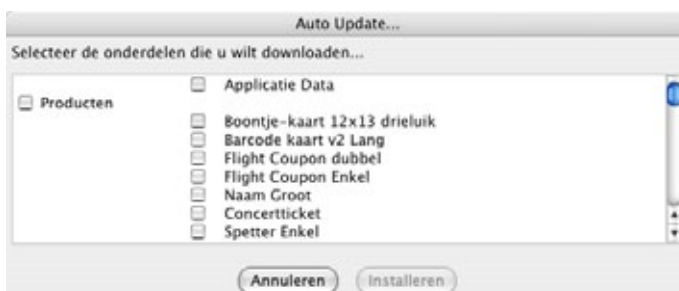 Auto Update...
Selecteer de onderdelen die u wilt downloaden...
Applicatie Data
Producten
Boontje-kaart 12x13 drieluik
Barcode kaart v2 Lang
Flight Coupon dubbel
Flight Coupon Enkel
Naam Groot
Concertticket
Spetter Enkel
Annuleren
Installeren